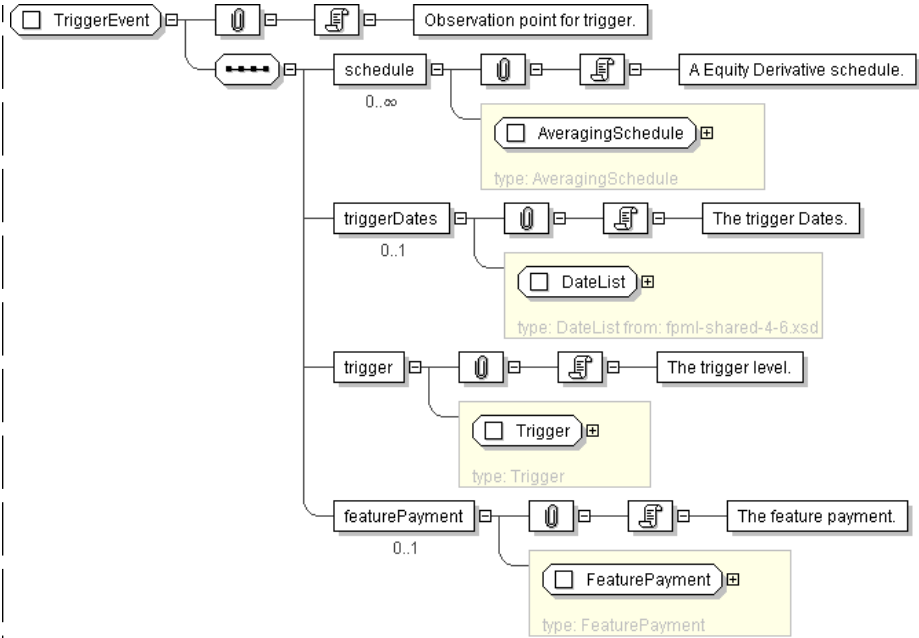 TriggerEvent
Observation point for trigger.
schedule
A Equity Derivative schedule.
0..∞
AveragingSchedule
type: AveragingSchedule
triggerDates
The trigger Dates.
0..1
DateList
type: DateList from: fpml-shared-4-6.xsd
trigger
The trigger level.
Trigger
type: Trigger
featurePayment
The feature payment.
0..1
FeaturePayment
type: FeaturePayment